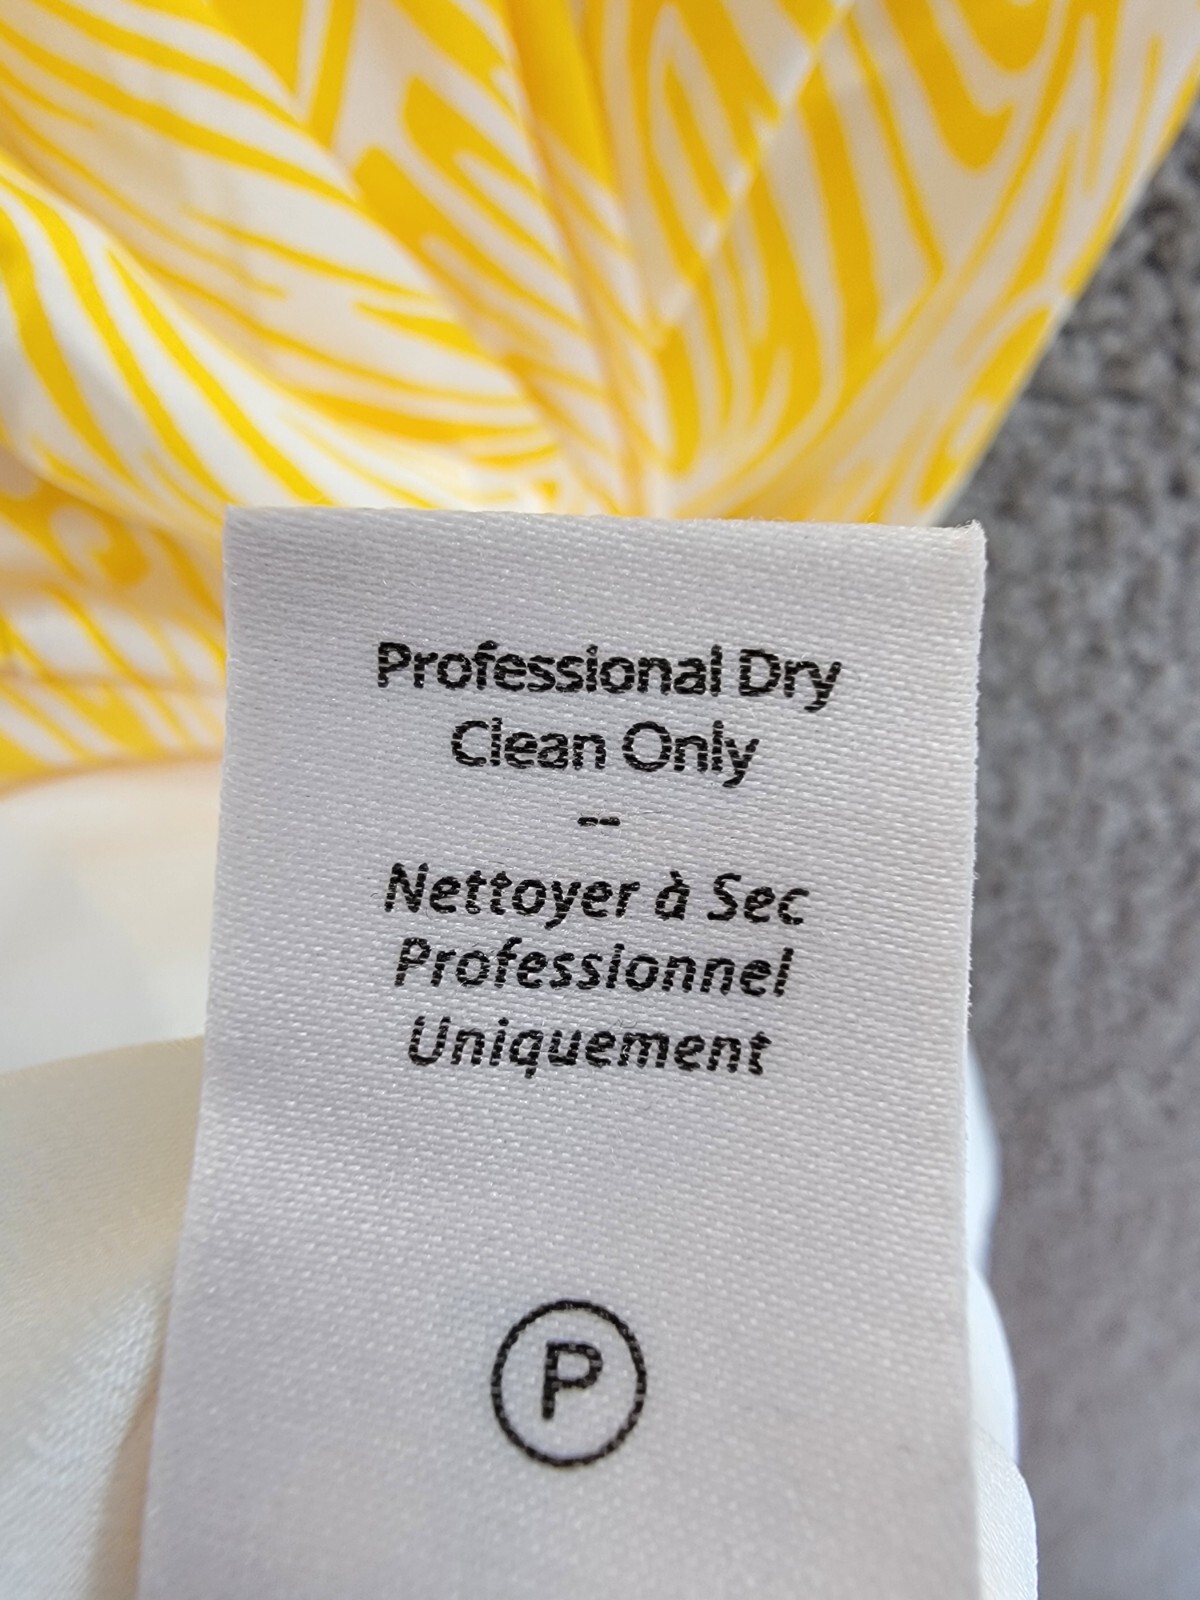 Professional Dry
Clean Only
--
Nettoyer à Sec
Professionnel
Uniquement
P